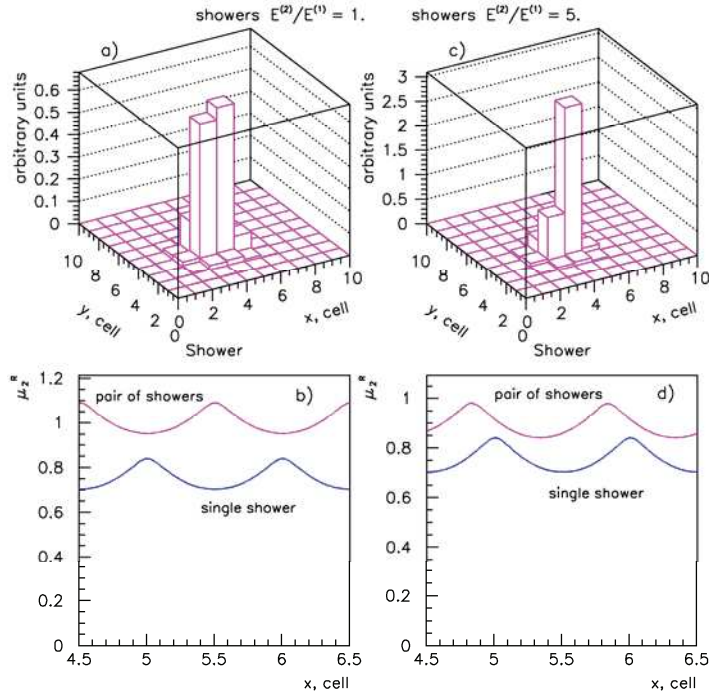 showers E(2)/E(1) = 1.
showers E(2)/E(1) = 5.
a)
c)
arbitrary units
0.6
0.5
0.4
0.3
0.2
0.1
0
10
8
6
4
2
0
y, cell
0
2
4
6
8
10
x, cell
Shower
arbitrary units
3
2.5
2
1.5
1
0.5
0
10
8
6
4
2
y, cell
0
2
4
6
8
10
x, cell
Shower
μ₂ᴿ
1.2
1
0.8
0.6
0.4
0.2
0
b)
pair of showers
single shower
4.5
5
5.5
6
6.5
x, cell
μ₂ᴿ
1
0.8
0.6
0.4
0.2
0
d)
pair of showers
single shower
4.5
5
5.5
6
6.5
x, cell